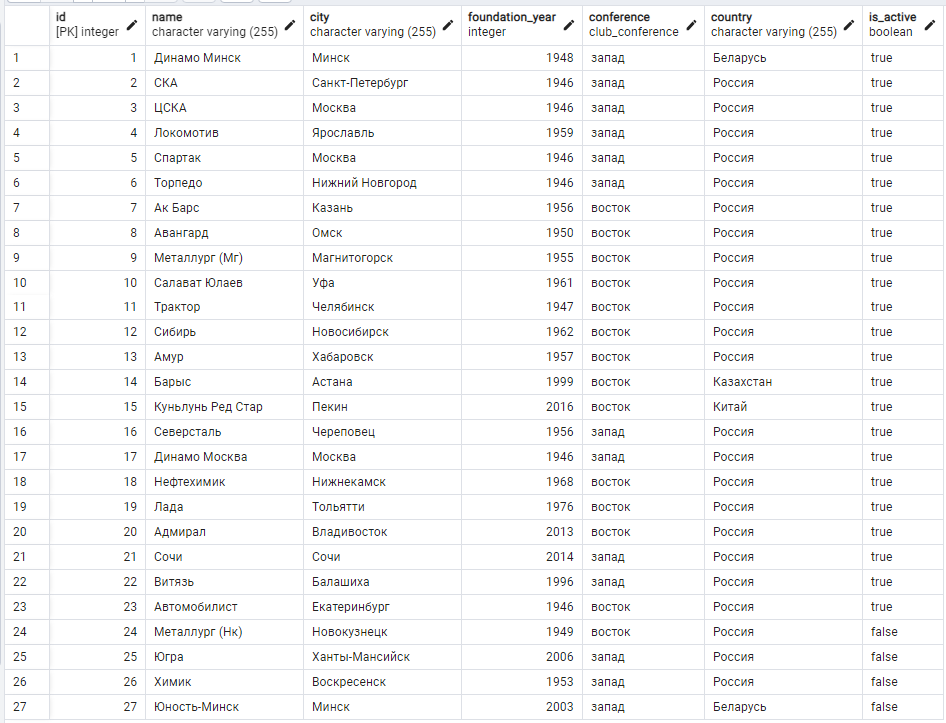 id name city foundation_year conference country is_active
[PK] integer character varying (255) character varying (255) integer club_conference character varying (255) boolean
1 1 Динамо Минск Минск 1948 запад Беларусь true
2 2 СКА Санкт-Петербург 1946 запад Россия true
3 3 ЦСКА Москва 1946 запад Россия true
4 4 Локомотив Ярославль 1959 запад Россия true
5 5 Спартак Москва 1946 запад Россия true
6 6 Торпедо Нижний Новгород 1946 запад Россия true
7 7 Ак Барс Казань 1956 восток Россия true
8 8 Авангард Омск 1950 восток Россия true
9 9 Металлург (Мг) Магнитогорск 1955 восток Россия true
10 10 Салават Юлаев Уфа 1961 восток Россия true
11 11 Трактор Челябинск 1947 восток Россия true
12 12 Сибирь Новосибирск 1962 восток Россия true
13 13 Амур Хабаровск 1957 восток Россия true
14 14 Барыс Астана 1999 восток Казахстан true
15 15 Куньлунь Ред Стар Пекин 2016 восток Китай true
16 16 Северсталь Череповец 1956 запад Россия true
17 17 Динамо Москва Москва 1946 запад Россия true
18 18 Нефтехимик Нижнекамск 1968 восток Россия true
19 19 Лада Тольятти 1976 восток Россия true
20 20 Адмирал Владивосток 2013 восток Россия true
21 21 Сочи Сочи 2014 запад Россия true
22 22 Витязь Балашиха 1996 запад Россия true
23 23 Автомобилист Екатеринбург 1946 восток Россия true
24 24 Металлург (Нк) Новокузнецк 1949 восток Россия false
25 25 Югра Ханты-Мансийск 2006 запад Россия false
26 26 Химик Воскресенск 1953 запад Россия false
27 27 Юность-Минск Минск 2003 запад Беларусь false